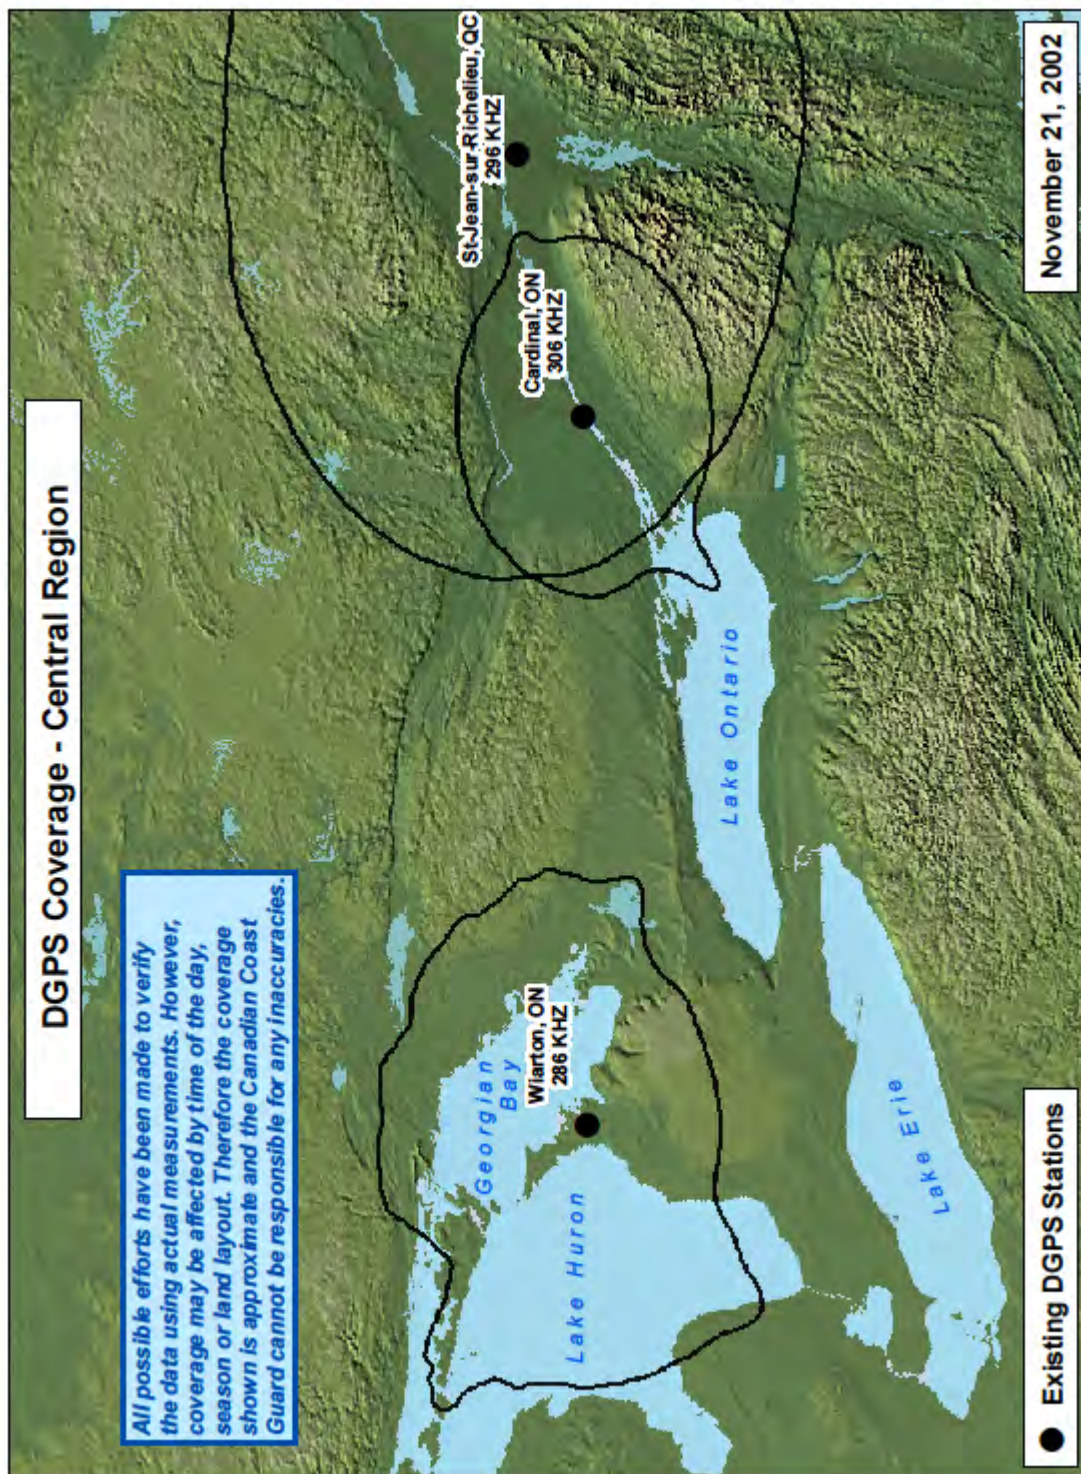 DGPS Coverage - Central Region
All possible efforts have been made to verify
the data using actual measurements. However,
coverage may be affected by time of the day,
season or land layout. Therefore the coverage
shown is approximate and the Canadian Coast
Guard cannot be responsible for any inaccuracies.
St-Jean-sur-Richelieu, QC
296 KHZ
Cardinal, ON
306 KHZ
Georgian
Bay
Wiarton, ON
286 KHZ
Lake Huron
Lake Ontario
Lake Erie
Existing DGPS Stations
November 21, 2002